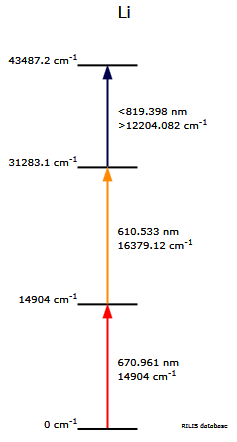 Li
43487.2 cm-1
<819.398 nm
>12204.082 cm-1
31283.1 cm-1
610.533 nm
16379.12 cm-1
14904 cm-1
670.961 nm
14904 cm-1
0 cm-1
RILIS database